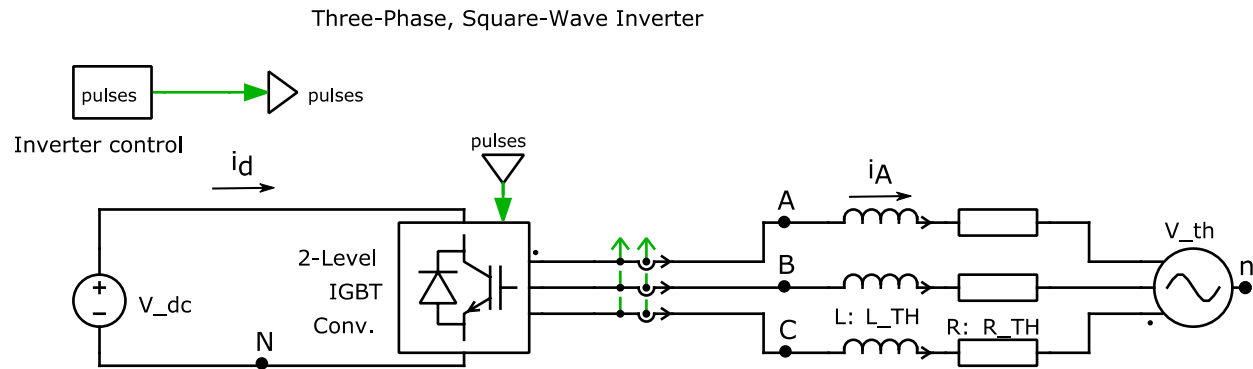 Three-Phase, Square-Wave Inverter
pulses
pulses
Inverter control
pulses
i_d
i_A
A
V_th
2-Level
IGBT
Conv.
B
n
V_dc
N
C
L: L_TH
R: R_TH